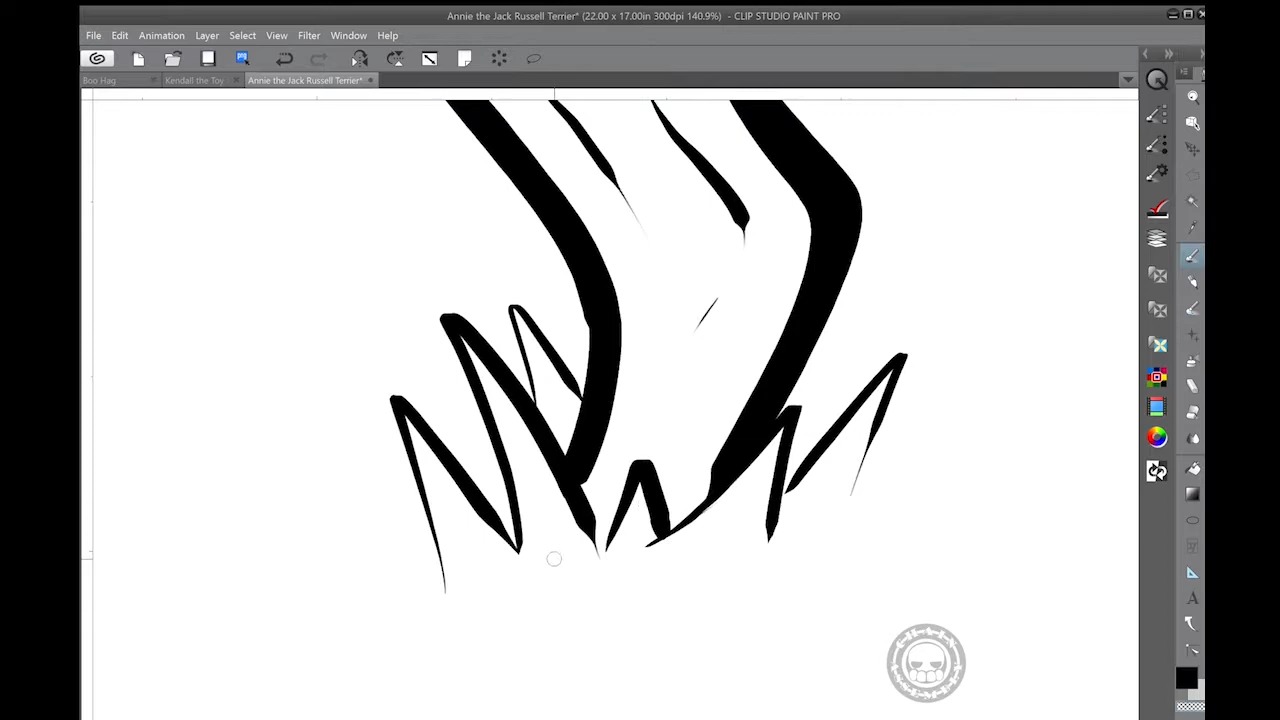 Annie the Jack Russell Terrier* (22.00 x 17.00in 300dpi 140.9%) - CLIP STUDIO PAINT PRO
File Edit Animation Layer Select View Filter Window Help
Boo Hag Kendall the Toy Annie the Jack Russell Terrier*
A